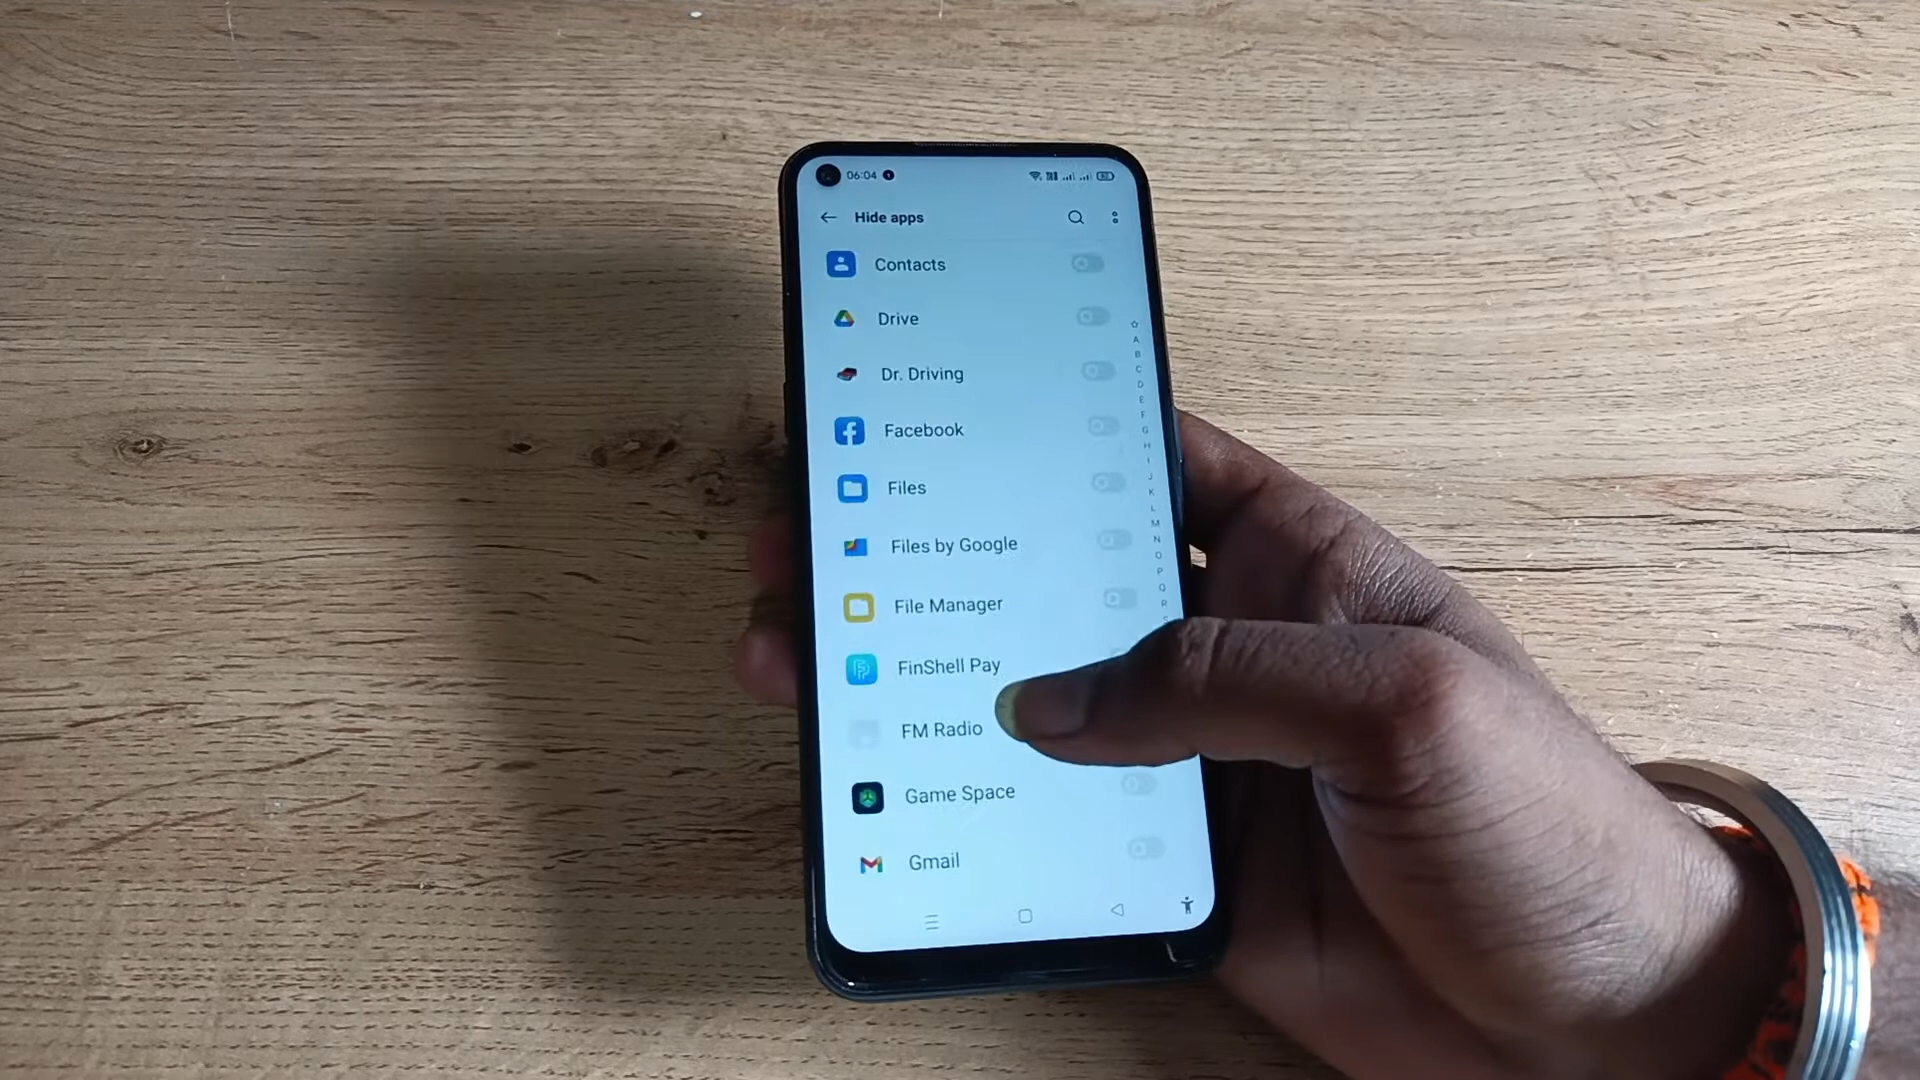 06:04
Hide apps
Contacts
Drive
Dr. Driving
Facebook
Files
Files by Google
File Manager
FinShell Pay
FM Radio
Game Space
Gmail
A
B
C
D
E
F
G
H
I
J
K
L
M
N
O
P
Q
R
S